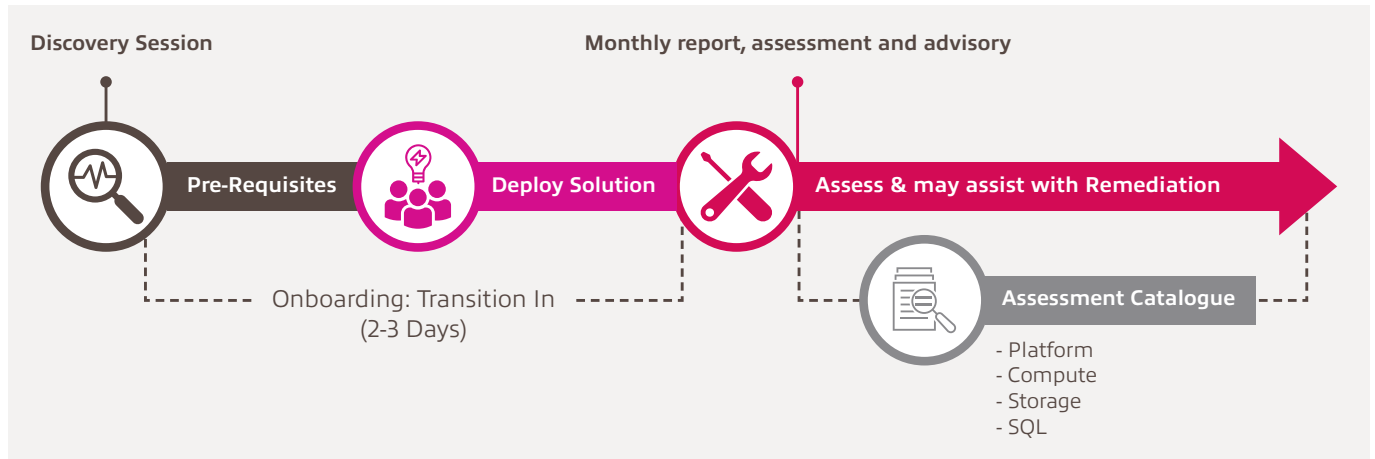 Discovery Session
Monthly report, assessment and advisory
Pre-Requisites
Deploy Solution
Assess & may assist with Remediation
Onboarding: Transition In
(2-3 Days)
Assessment Catalogue
- Platform
- Compute
- Storage
- SQL